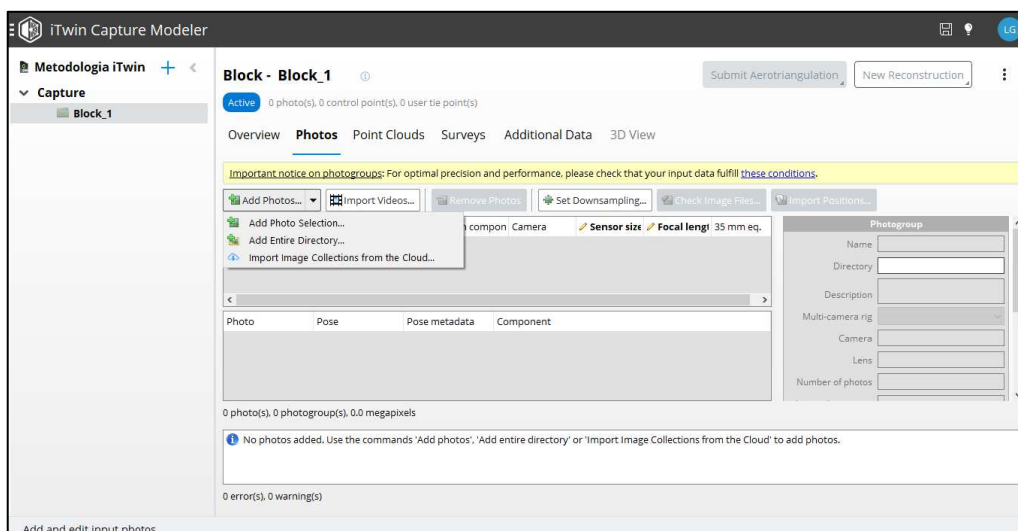 iTwin Capture Modeler
LG
Metodologia iTwin
Capture
Block_1
Block - Block_1
Submit Aerotriangulation
New Reconstruction
Active 0 photo(s), 0 control point(s), 0 user tie point(s)
Overview Photos Point Clouds Surveys Additional Data 3D View
Important notice on photogroups: For optimal precision and performance, please check that your input data fulfill these conditions.
Add Photos... Import Videos... Remove Photos Set Downsampling... Check Image Files... Import Positions...
Add Photo Selection...
Add Entire Directory...
Import Image Collections from the Cloud...
compon Camera Sensor size Focal lengt 35 mm eq.
Photo Pose Pose metadata Component
Photogroup
Name
Directory
Description
Multi-camera rig
Camera
Lens
Number of photos
0 photo(s), 0 photogroup(s), 0.0 megapixels
No photos added. Use the commands 'Add photos', 'Add entire directory' or 'Import Image Collections from the Cloud' to add photos.
0 error(s), 0 warning(s)
Add and edit input photos